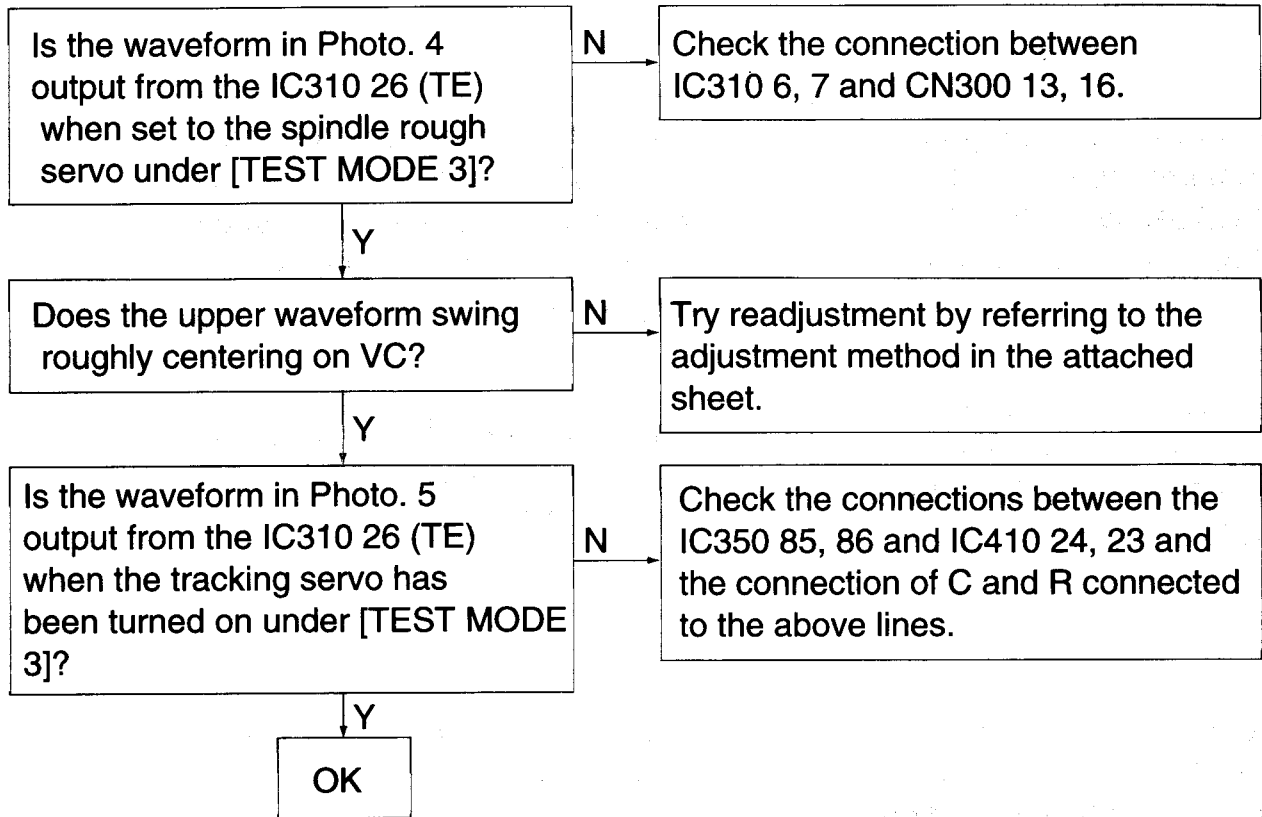 Is the waveform in Photo. 4
output from the IC310 26 (TE)
when set to the spindle rough
servo under [TEST MODE 3]?
N
Check the connection between
IC310 6, 7 and CN300 13, 16.
Y
Does the upper waveform swing
roughly centering on VC?
N
Try readjustment by referring to the
adjustment method in the attached
sheet.
Y
Is the waveform in Photo. 5
output from the IC310 26 (TE)
when the tracking servo has
been turned on under [TEST MODE
3]?
N
Check the connections between the
IC350 85, 86 and IC410 24, 23 and
the connection of C and R connected
to the above lines.
Y
OK